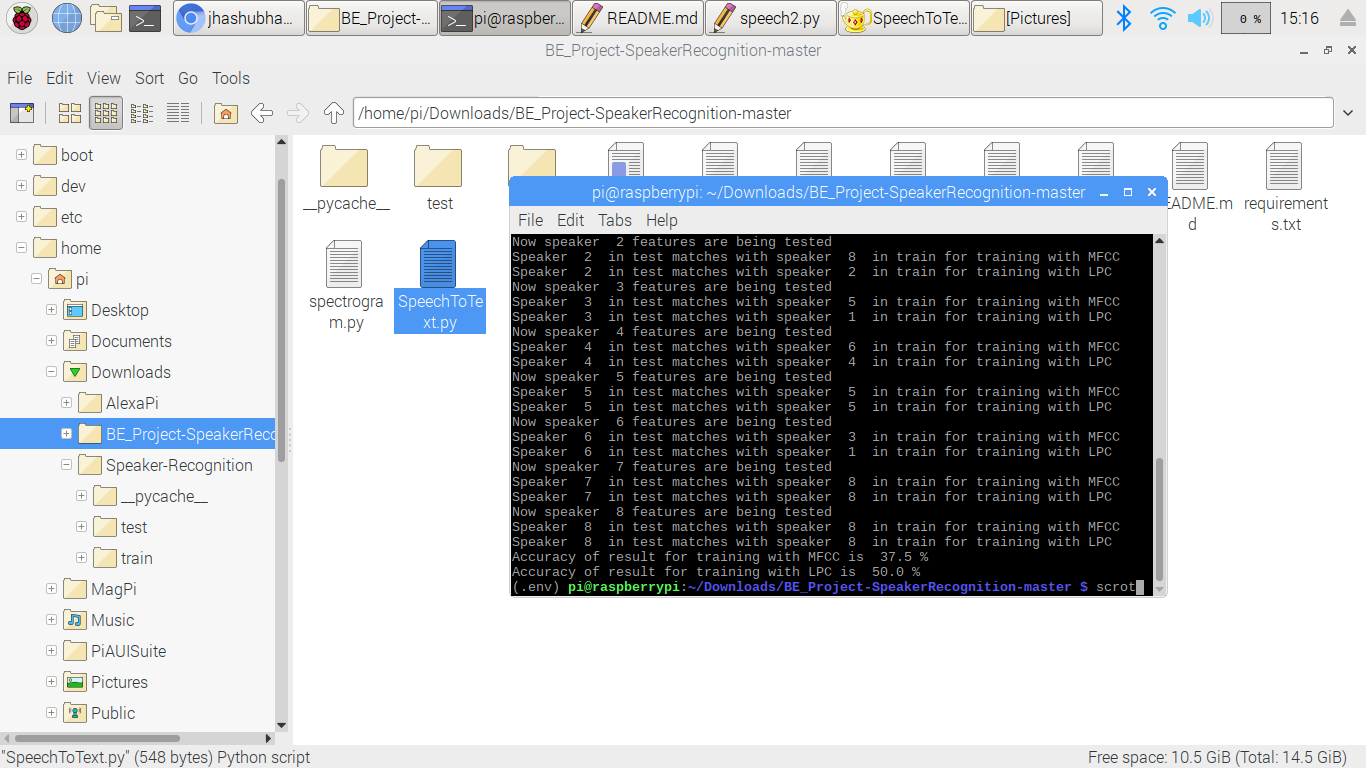 jhashubha...
BE_Project-...
pi@raspber...
README.md
speech2.py
SpeechToTe...
[Pictures]
0 %
15:16
BE_Project-SpeakerRecognition-master
File Edit View Sort Go Tools
/home/pi/Downloads/BE_Project-SpeakerRecognition-master
boot
dev
etc
home
pi
Desktop
Documents
Downloads
AlexaPi
BE_Project-SpeakerReco
Speaker-Recognition
__pycache__
test
train
MagPi
Music
PiAUISuite
Pictures
Public
__pycache__
test
EADME.m
d
requirement
s.txt
spectrogra
m.py
SpeechToTe
xt.py
pi@raspberrypi: ~/Downloads/BE_Project-SpeakerRecognition-master
File Edit Tabs Help
Now speaker  2 features are being tested
Speaker  2  in test matches with speaker  8  in train for training with MFCC
Speaker  2  in test matches with speaker  2  in train for training with LPC
Now speaker  3 features are being tested
Speaker  3  in test matches with speaker  5  in train for training with MFCC
Speaker  3  in test matches with speaker  1  in train for training with LPC
Now speaker  4 features are being tested
Speaker  4  in test matches with speaker  6  in train for training with MFCC
Speaker  4  in test matches with speaker  4  in train for training with LPC
Now speaker  5 features are being tested
Speaker  5  in test matches with speaker  5  in train for training with MFCC
Speaker  5  in test matches with speaker  5  in train for training with LPC
Now speaker  6 features are being tested
Speaker  6  in test matches with speaker  3  in train for training with MFCC
Speaker  6  in test matches with speaker  1  in train for training with LPC
Now speaker  7 features are being tested
Speaker  7  in test matches with speaker  8  in train for training with MFCC
Speaker  7  in test matches with speaker  8  in train for training with LPC
Now speaker  8 features are being tested
Speaker  8  in test matches with speaker  8  in train for training with MFCC
Speaker  8  in test matches with speaker  8  in train for training with LPC
Accuracy of result for training with MFCC is  37.5 %
Accuracy of result for training with LPC is  50.0 %
(.env) pi@raspberrypi:~/Downloads/BE_Project-SpeakerRecognition-master $ scrot
"SpeechToText.py" (548 bytes) Python script
Free space: 10.5 GiB (Total: 14.5 GiB)